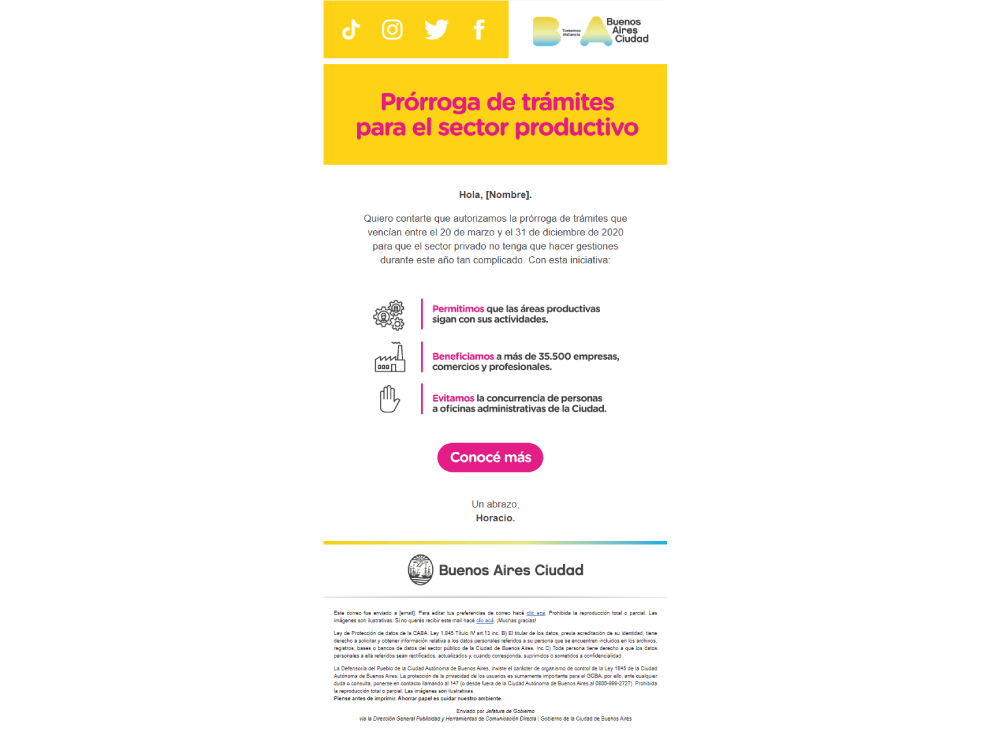 B
Tomemos
distancia
A
Buenos
Aires
Ciudad
Prórroga de trámites
para el sector productivo
Hola, [Nombre].
Quiero contarte que autorizamos la prórroga de trámites que
vencían entre el 20 de marzo y el 31 de diciembre de 2020
para que el sector privado no tenga que hacer gestiones
durante este año tan complicado. Con esta iniciativa:
Permitimos que las áreas productivas
sigan con sus actividades.
Beneficiamos a más de 35.500 empresas,
comercios y profesionales.
Evitamos la concurrencia de personas
a oficinas administrativas de la Ciudad.
Conocé más
Un abrazo,
Horacio.
Buenos Aires Ciudad
Este correo fue enviado a [email]. Para editar tus preferencias de correo hacé clic acá. Prohibida la reproducción total o parcial. Las
imágenes son ilustrativas. Si no querés recibir este mail hacé clic acá. ¡Muchas gracias!
Ley de Protección de datos de la CABA. Ley 1.845 Título IV art.13 inc. B) El titular de los datos, previa acreditación de su identidad, tiene
derecho a solicitar y obtener información relativa a los datos personales referidos a su persona que se encuentran incluidos en los archivos,
registros, bases o bancos de datos del sector público de la Ciudad de Buenos Aires. Inc C) Toda persona tiene derecho a que los datos
personales a ella referidos sean rectificados, actualizados y, cuando corresponda, suprimidos o sometidos a confidencialidad.
La Defensoría del Pueblo de la Ciudad Autónoma de Buenos Aires, inviste el carácter de organismo de control de la Ley 1845 de la Ciudad
Autónoma de Buenos Aires. La protección de la privacidad de los usuarios es sumamente importante para el GCBA, por ello, ante cualquier
duda o consulta, ponerse en contacto llamando al 147 (o desde fuera de la Ciudad Autónoma de Buenos Aires al 0800-999-2727). Prohibida
la reproducción total o parcial. Las imágenes son ilustrativas.
Piense antes de imprimir. Ahorrar papel es cuidar nuestro ambiente.
Enviado por Jefatura de Gobierno
vía la Dirección General Publicidad y Herramientas de Comunicación Directa | Gobierno de la Ciudad de Buenos Aires